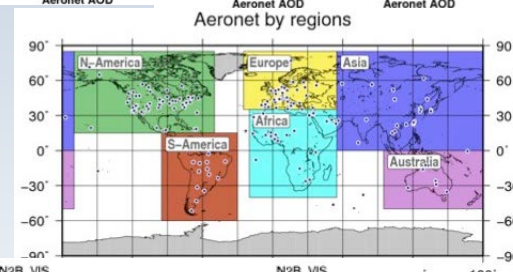 Aeronet AOD Aeronet AOD Aeronet AOD
Aeronet by regions
90 90
60 N-America Europe Asia 60
30 Africa 30
0 S-America 0
−30 Australia −30
−60 −60
−90 −90
N2B, VIS N2B, VIS